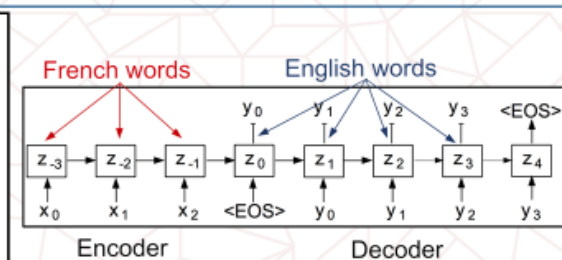 French words English words
y0 y1 y2 y3 <EOS>
z-3 z-2 z-1 z0 z1 z2 z3 z4
x0 x1 x2 <EOS> y0 y1 y2 y3
Encoder Decoder